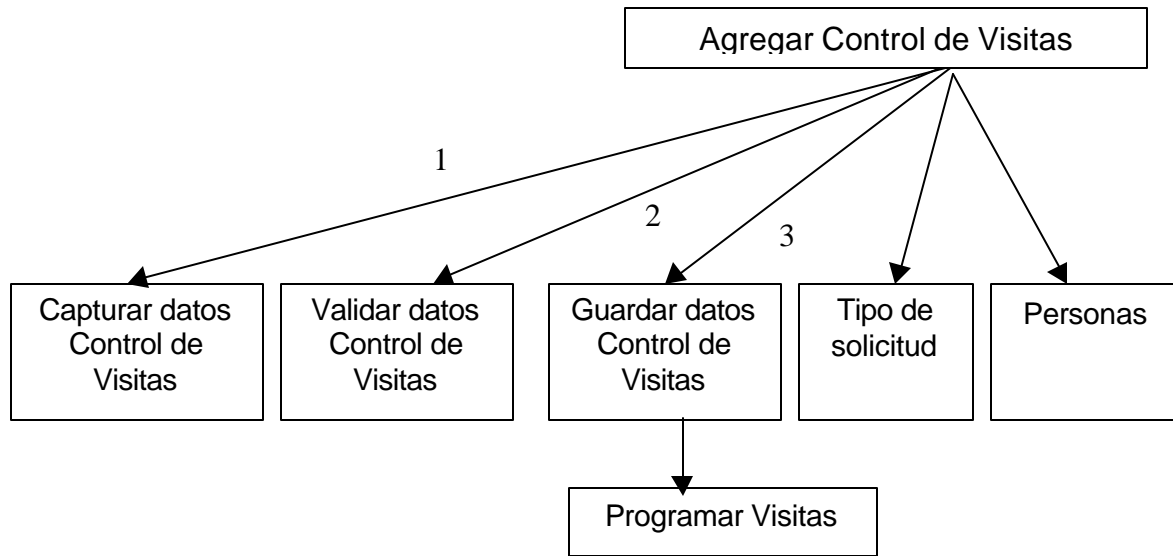 Agregar Control de Visitas
1
2
3
Capturar datos
Control de
Visitas
Validar datos
Control de
Visitas
Guardar datos
Control de
Visitas
Tipo de
solicitud
Personas
Programar Visitas